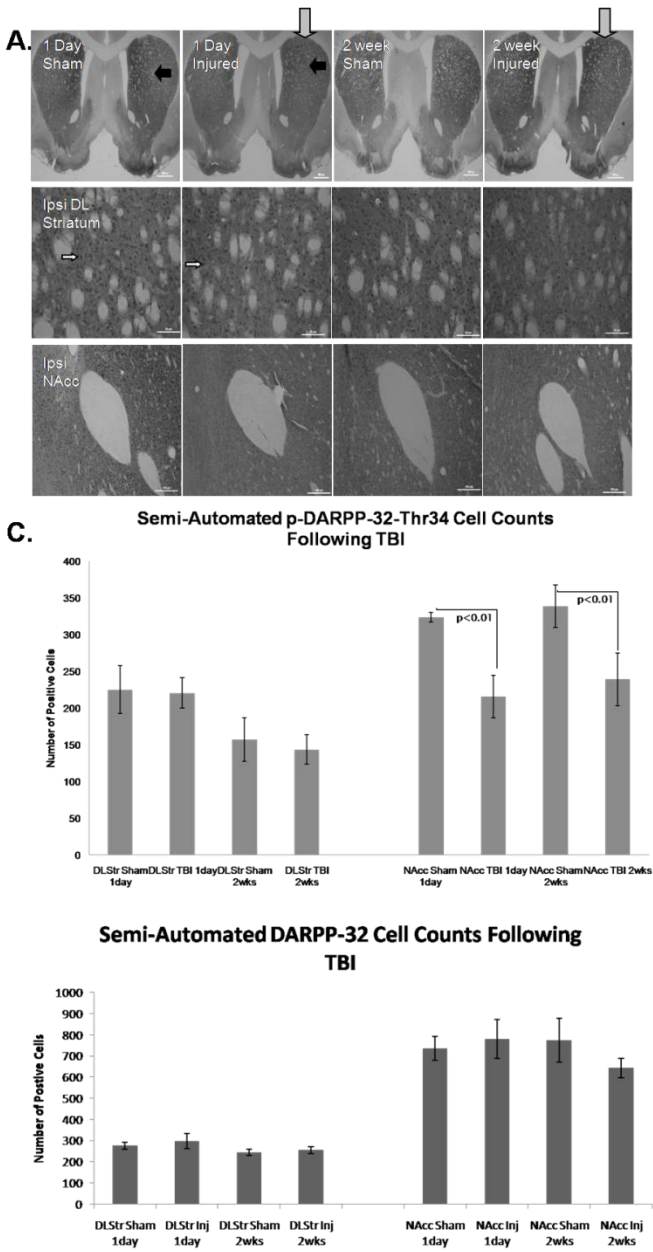 A.
1 Day
Sham
1 Day
Injured
2 week
Sham
2 week
Injured
Ipsi DL
Striatum
Ipsi
NAcc
C.
Semi-Automated p-DARPP-32-Thr34 Cell Counts
Following TBI
400
350
300
250
200
150
100
50
0
Number of Positive Cells
p<0.01
p<0.01
DLStr Sham
1day
DLStr TBI 1day
DLStr Sham
2wks
DLStr TBI
2wks
NAcc Sham
1day
NAcc TBI 1day
NAcc Sham
2wks
NAcc TBI 2wks
Semi-Automated DARPP-32 Cell Counts Following
TBI
1000
900
800
700
600
500
400
300
200
100
0
Number of Postive Cells
DLStr Sham
1day
DLStr Inj
1day
DLStr Sham
2wks
DLStr Inj
2wks
NAcc Sham
1day
NAcc Inj
1day
NAcc Sham
2wks
NAcc Inj
2wks